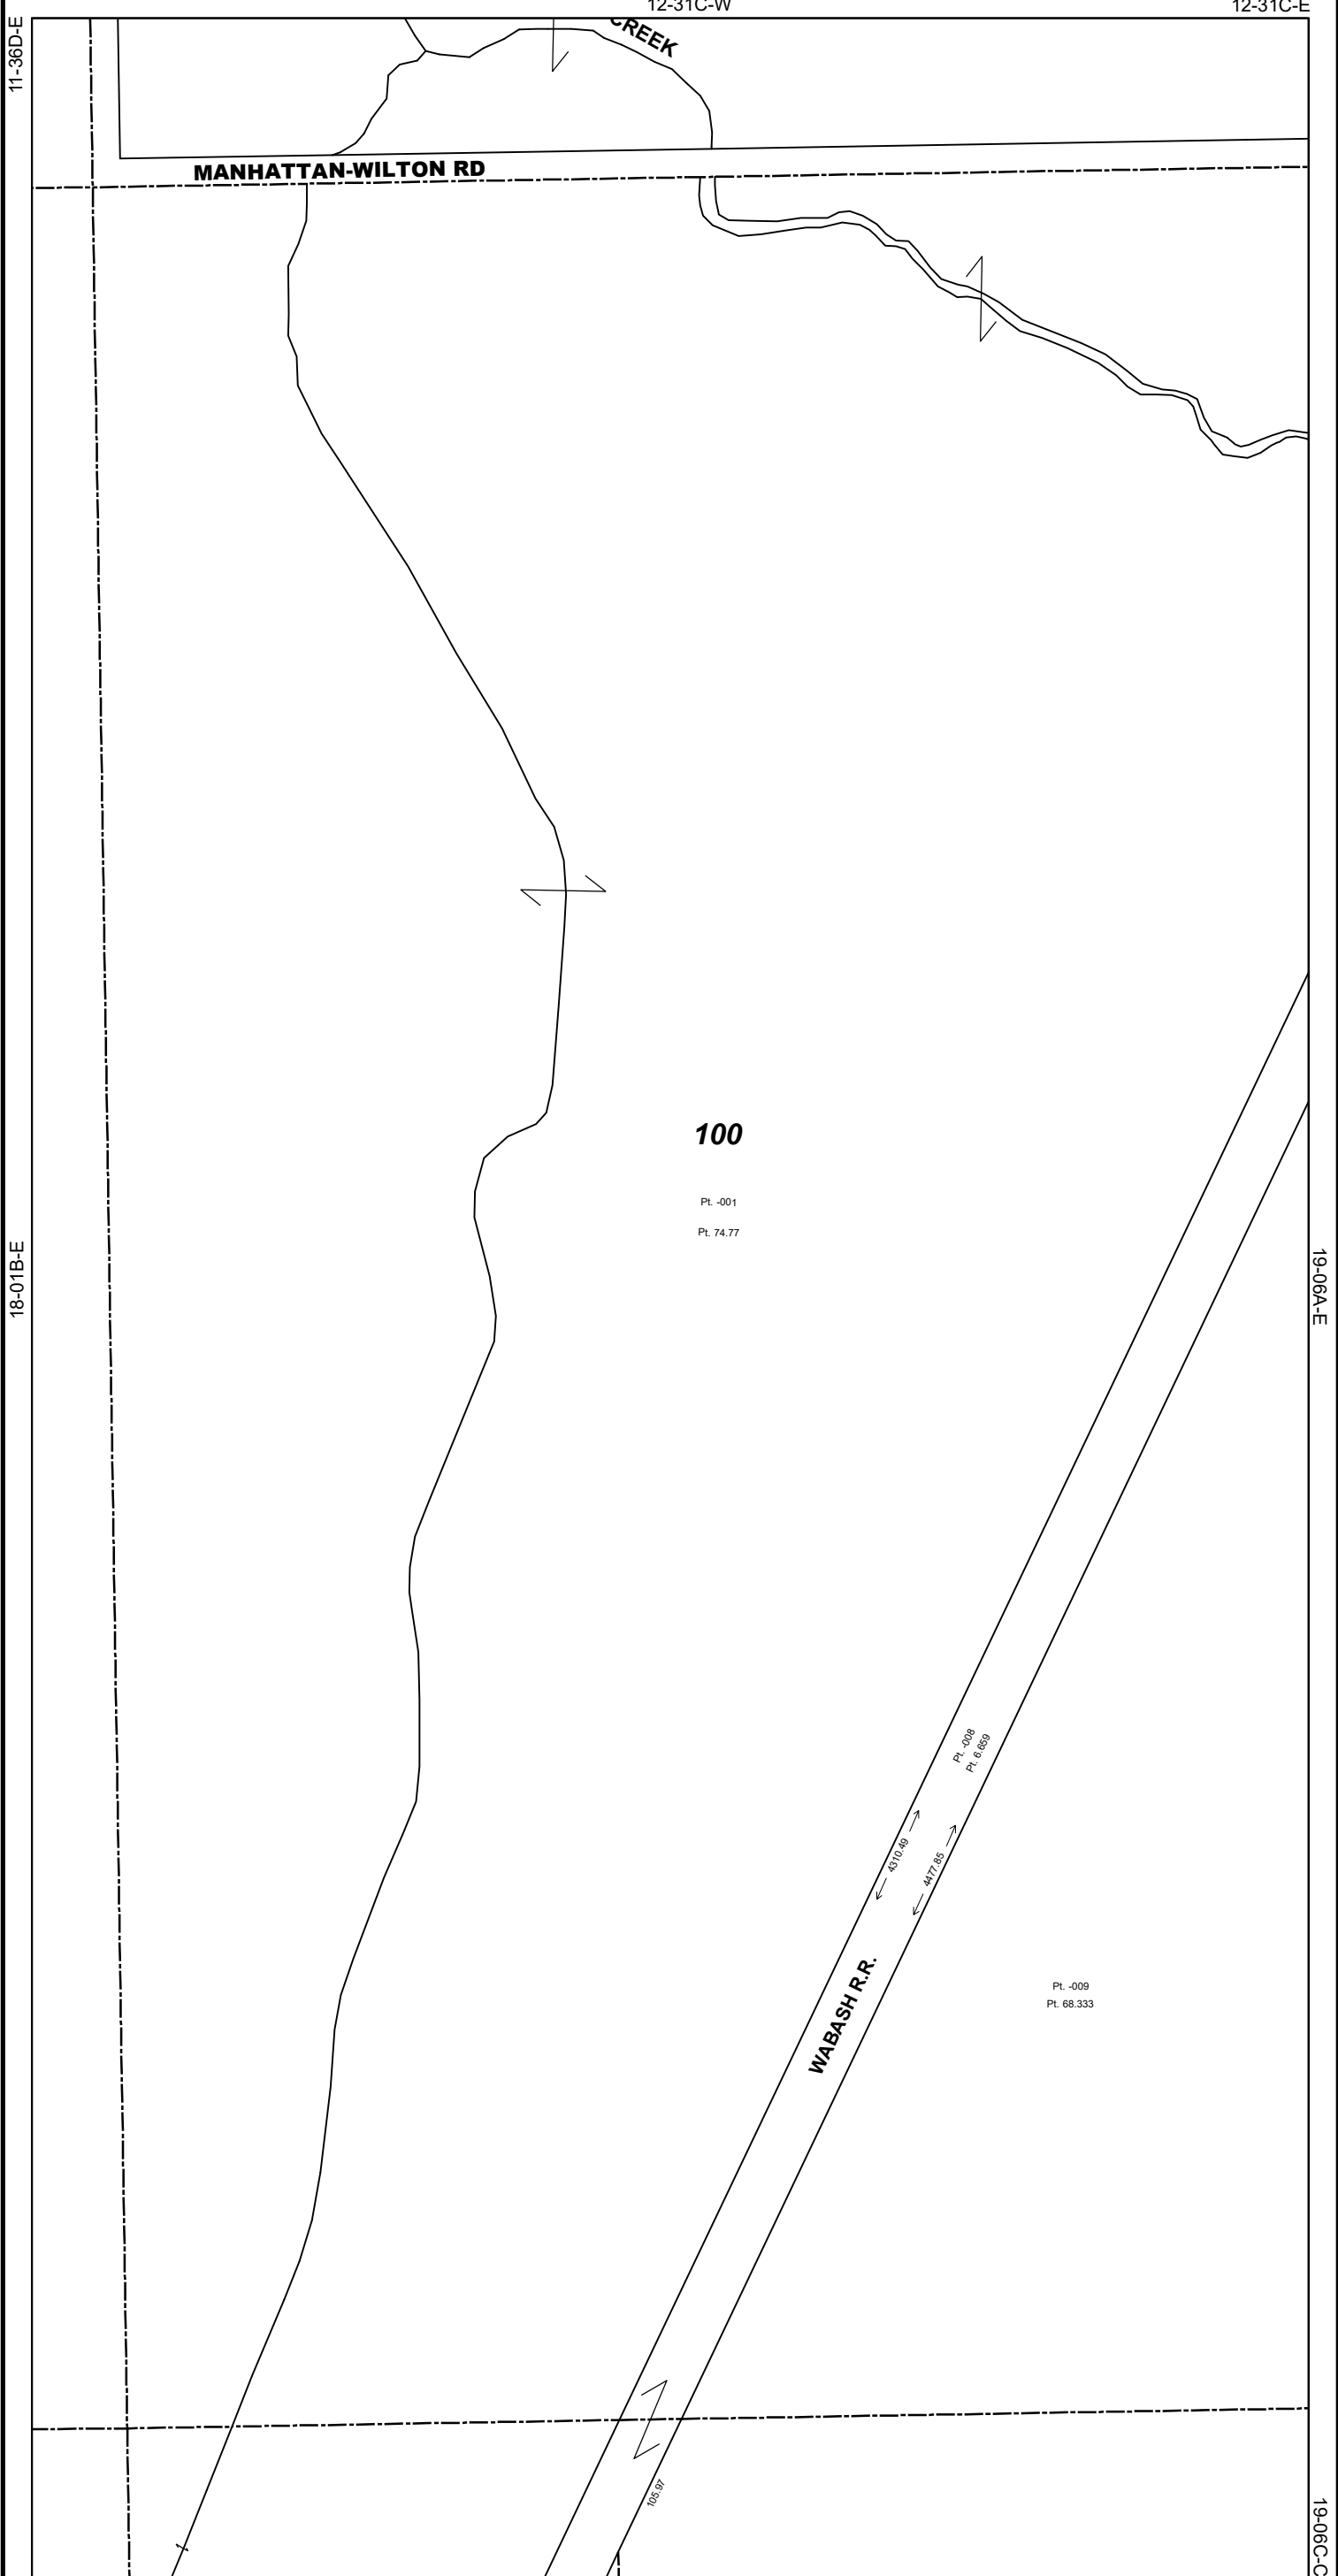 12-31C-W
12-31C-E
11-36D-E
CREEK
MANHATTAN-WILTON RD
100
Pt. -001
Pt. 74.77
18-01B-E
19-06A-E
Pt. -008
Pt. 6.659
4310.49
4477.85
WABASH R.R.
Pt. -009
Pt. 68.333
105.97
19-06C-C